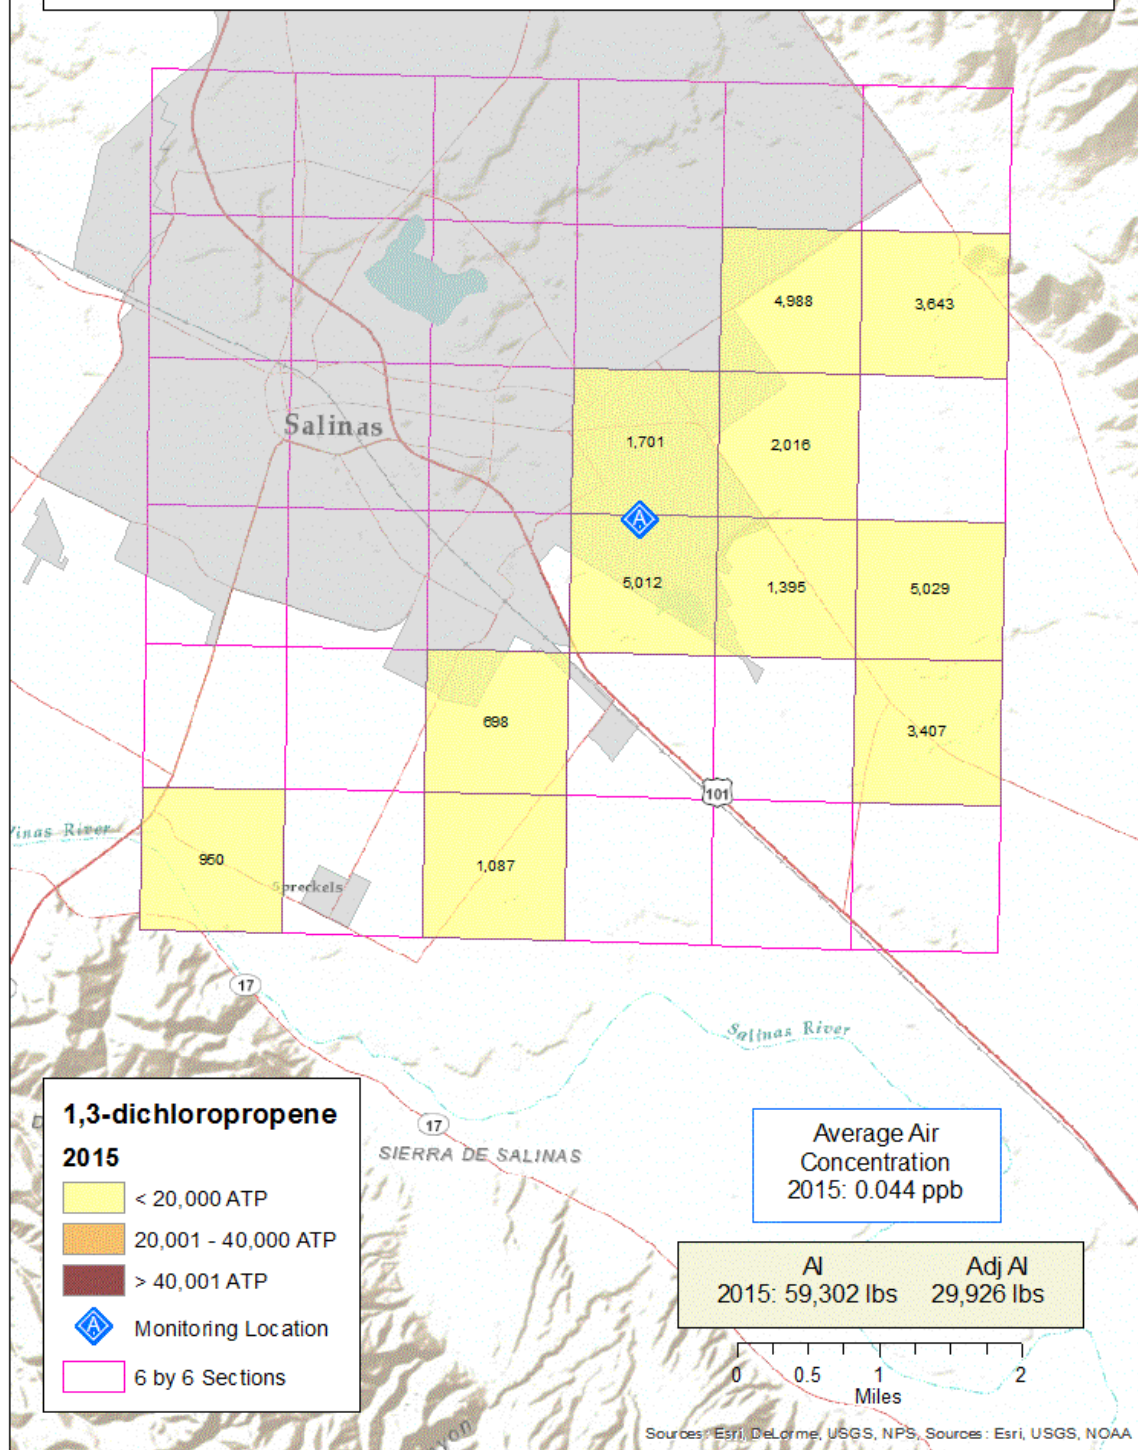 4,988
3,643
Salinas
1,701
2,016
A
5,012
1,395
5,029
698
3,407
101
inas River
950
1,087
Spreckels
17
Salinas River
1,3-dichloropropene
2015
< 20,000 ATP
20,001 - 40,000 ATP
> 40,001 ATP
A Monitoring Location
6 by 6 Sections
17
SIERRA DE SALINAS
Average Air
Concentration
2015: 0.044 ppb
AI Adj AI
2015: 59,302 lbs 29,926 lbs
0 0.5 1 2
Miles
yon
Sources: Esri, DeLorme, USGS, NPS, Sources: Esri, USGS, NOAA